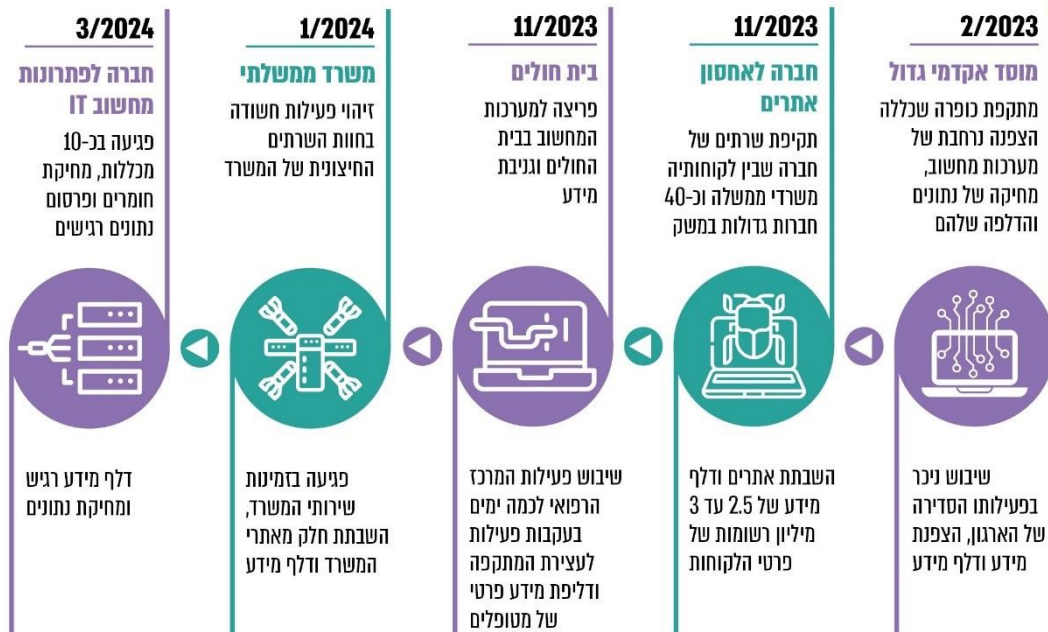 2/2023
מוסד אקדמי גדול
מתקפת כופרה שכללה
הצפנה נרחבת של
מערכות מחשוב,
מחיקה של נתונים
והדלפה שלהם
שיבוש ניכר
בפעילותו הסדירה
של הארגון, הצפנת
מידע ודלף מידע
11/2023
חברה לאחסון
אתרים
תקיפת שרתים של
חברה שבין לקוחותיה
משרדי ממשלה וכ-40
חברות גדולות במשק
השבתת אתרים ודלף
מידע של 2.5 עד 3
מיליון רשומות של
פרטי הלקוחות
11/2023
בית חולים
פריצה למערכות
המחשוב בבית
החולים וגניבת
מידע
שיבוש פעילות המרכז
הרפואי לכמה ימים
בעקבות פעילות
לעצירת המתקפה
ודליפת מידע פרטי
של מטופלים
1/2024
משרד ממשלתי
זיהוי פעילות חשודה
בחוות השרתים
החיצונית של המשרד
פגיעה בזמינות
שירותי המשרד,
השבתת חלק מאתרי
המשרד ודלף מידע
3/2024
חברה לפתרונות
מחשוב IT
פגיעה בכ-10
מכללות, מחיקת
חומרים ופרסום
נתונים רגישים
דלף מידע רגיש
ומחיקת נתונים